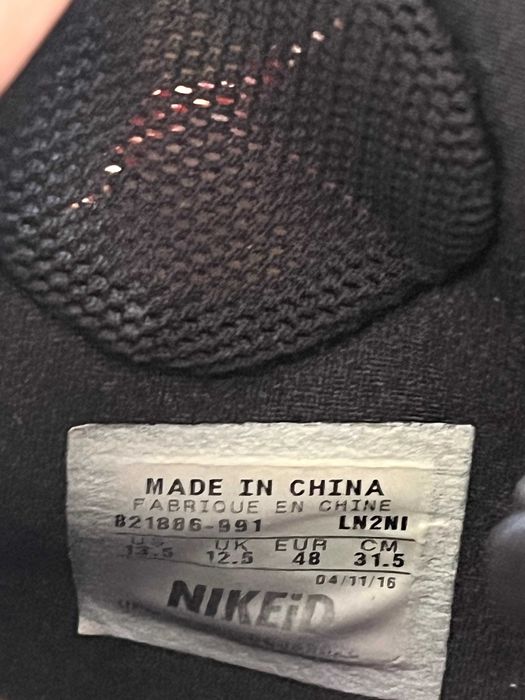 MADE IN CHINA
FABRIQUE EN CHINE
821886-991 LN2NI
US UK EUR CM
13.5 12.5 48 31.5
04/11/16
NIKEiD